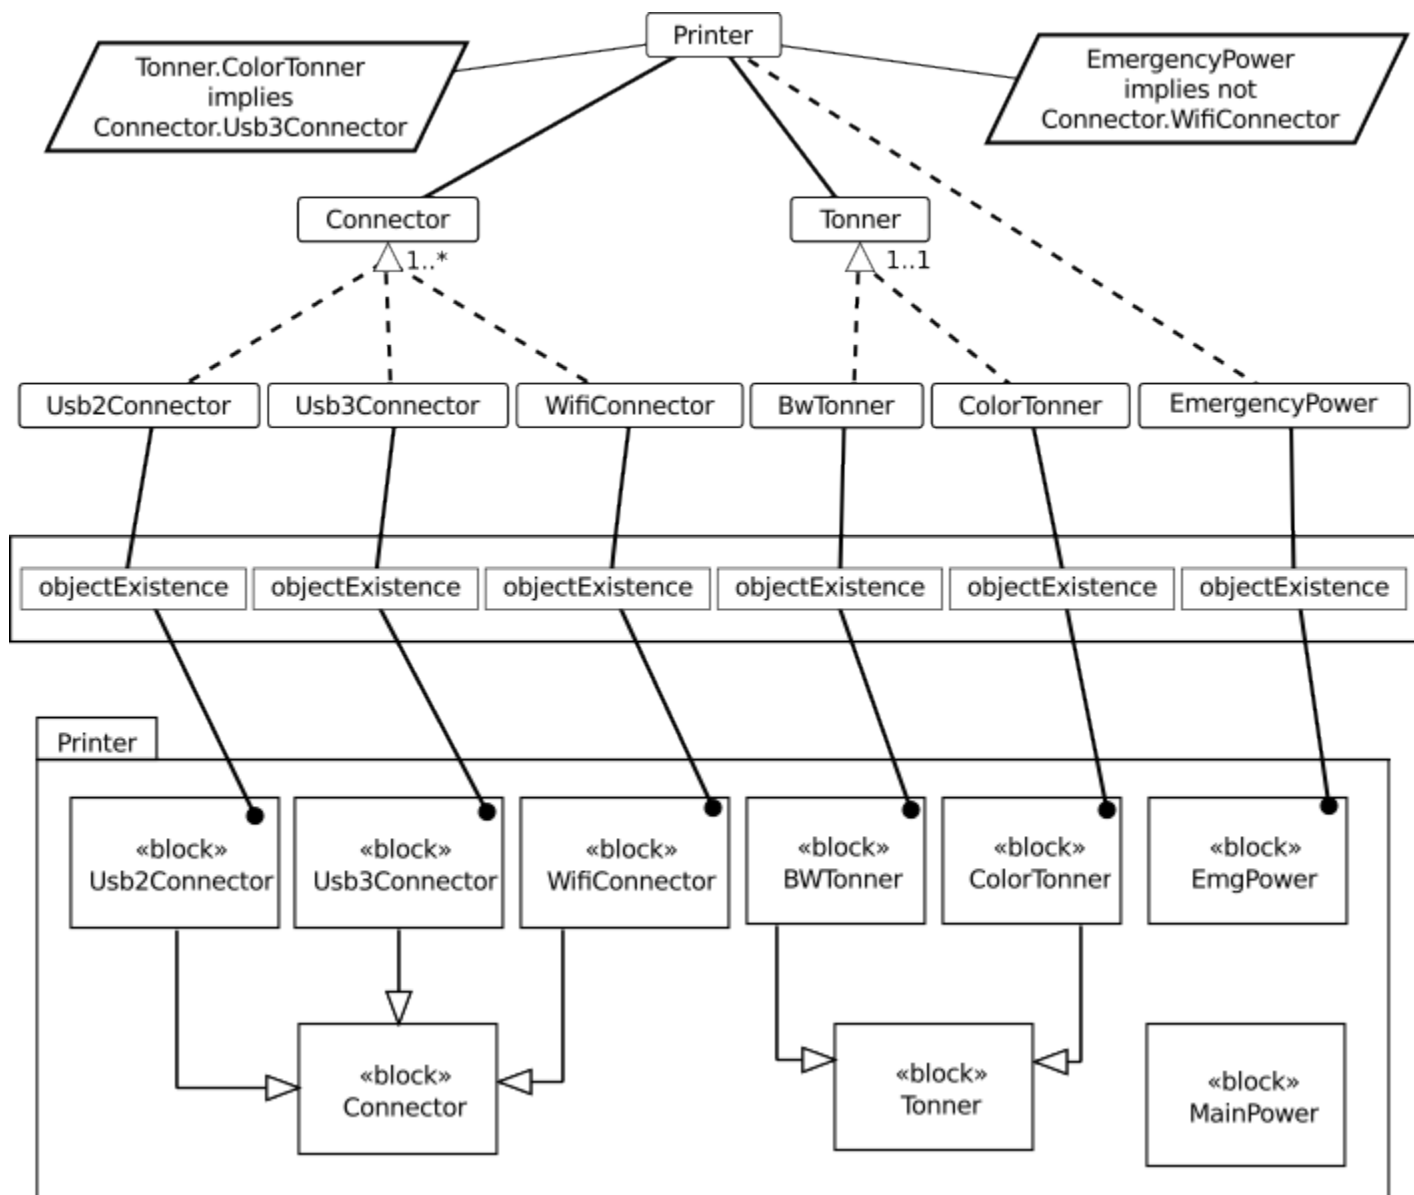 Printer
Tonner.ColorTonner
implies
Connector.Usb3Connector
EmergencyPower
implies not
Connector.WifiConnector
Connector
Tonner
1..*
1..1
Usb2Connector
Usb3Connector
WifiConnector
BwTonner
ColorTonner
EmergencyPower
objectExistence
objectExistence
objectExistence
objectExistence
objectExistence
objectExistence
Printer
«block»
Usb2Connector
«block»
Usb3Connector
«block»
WifiConnector
«block»
BWTonner
«block»
ColorTonner
«block»
EmgPower
«block»
Connector
«block»
Tonner
«block»
MainPower